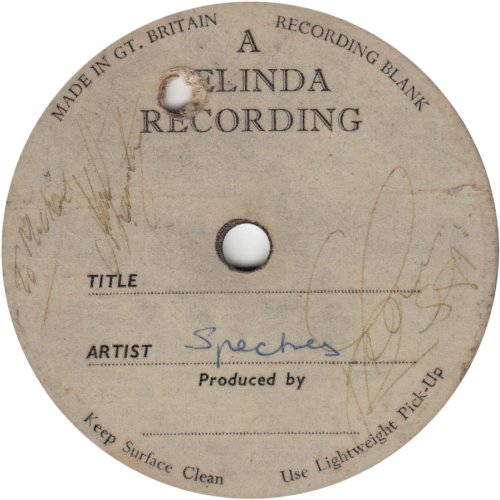 MADE IN GT. BRITAIN
RECORDING BLANK
A
ELINDA
RECORDING
TITLE
ARTIST Spectres
Produced by
Keep Surface Clean
Use Lightweight Pick-Up